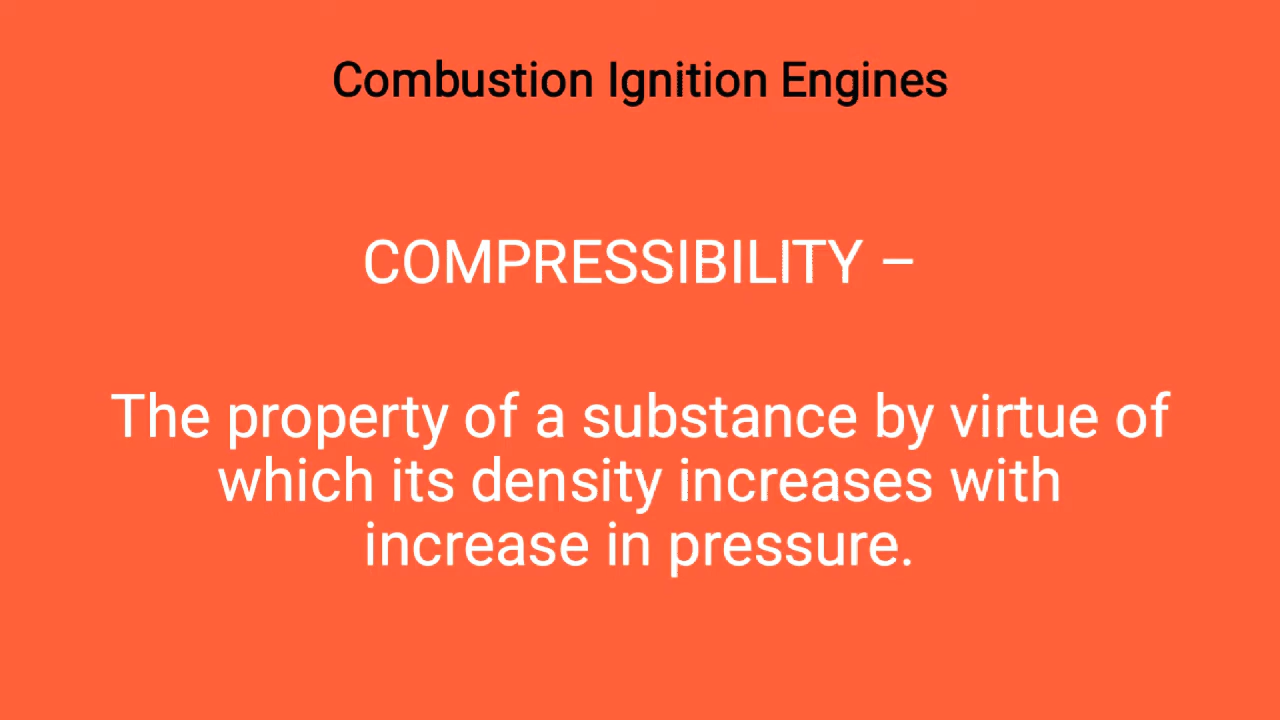 Combustion Ignition Engines
COMPRESSIBILITY –
The property of a substance by virtue of
which its density increases with
increase in pressure.